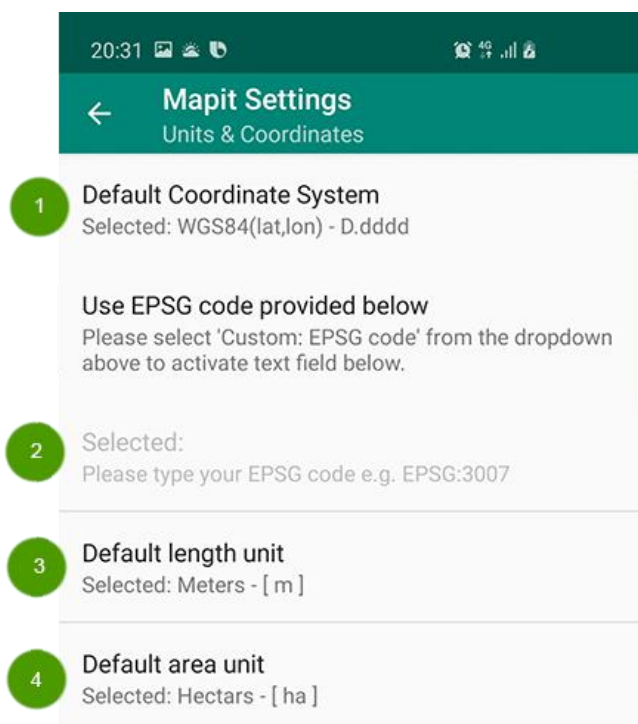 20:31 4G
Mapit Settings
Units & Coordinates
1
Default Coordinate System
Selected: WGS84(lat,lon) - D.dddd
Use EPSG code provided below
Please select 'Custom: EPSG code' from the dropdown
above to activate text field below.
2
Selected:
Please type your EPSG code e.g. EPSG:3007
3
Default length unit
Selected: Meters - [ m ]
4
Default area unit
Selected: Hectars - [ ha ]